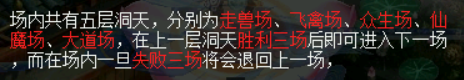 场内共有五层洞天，分别为走兽场、飞禽场、众生场、仙
魔场、大道场，在上一层洞天胜利三场后即可进入下一场
，而在场内一旦失败三场将会退回上一场，